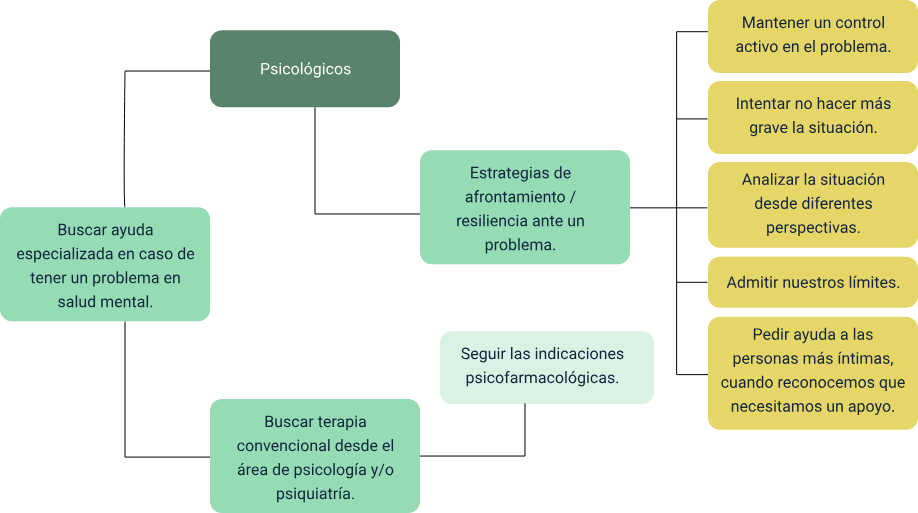 Psicológicos
Buscar ayuda
especializada en caso de
tener un problema en
salud mental.
Buscar terapia
convencional desde el
área de psicología y/o
psiquiatría.
Seguir las indicaciones
psicofarmacológicas.
Estrategias de
afrontamiento /
resiliencia ante un
problema.
Mantener un control
activo en el problema.
Intentar no hacer más
grave la situación.
Analizar la situación
desde diferentes
perspectivas.
Admitir nuestros límites.
Pedir ayuda a las
personas más íntimas,
cuando reconocemos que
necesitamos un apoyo.